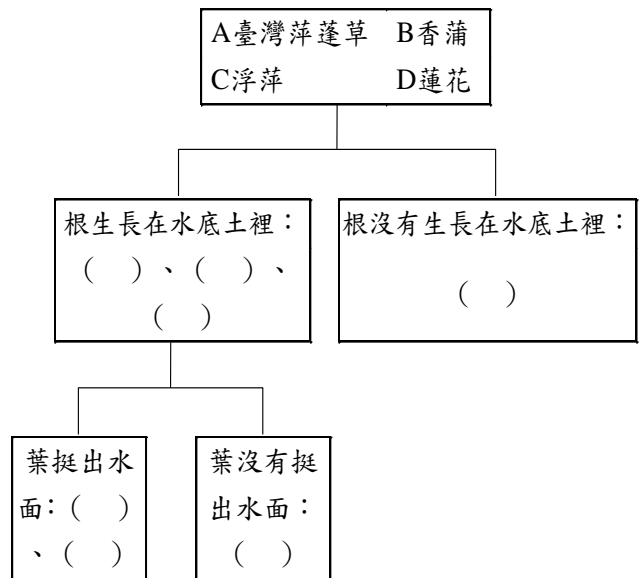 A臺灣萍蓬草 B香蒲
C浮萍 D蓮花
根生長在水底土裡：
（ ）、（ ）、
（ ）
根沒有生長在水底土裡：
（ ）
葉挺出水
面：（ ）
、（ ）
葉沒有挺
出水面：
（ ）